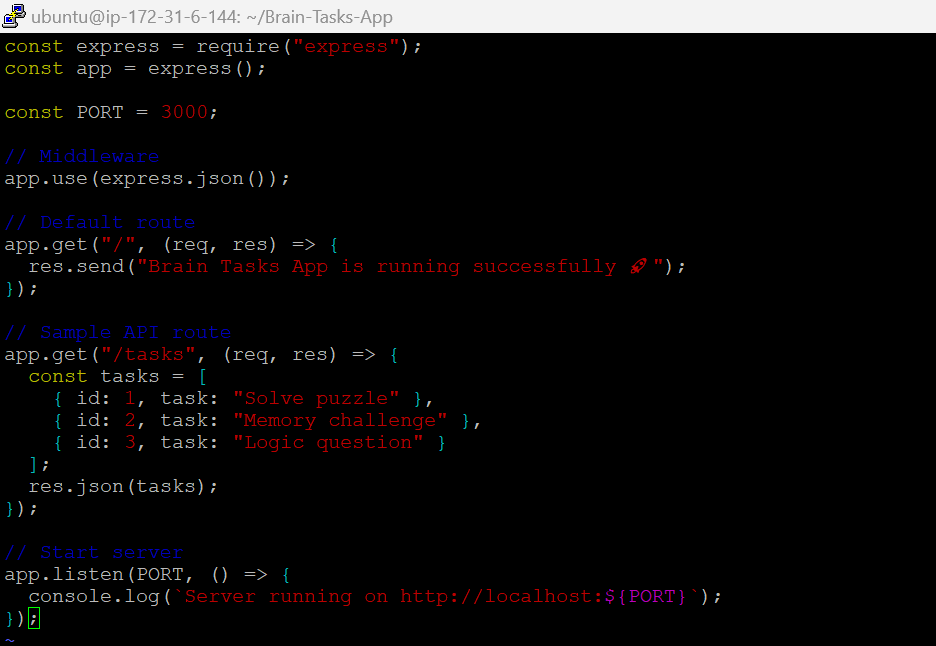 ubuntu@ip-172-31-6-144: ~/Brain-Tasks-App
const express = require("express");
const app = express();

const PORT = 3000;

// Middleware
app.use(express.json());

// Default route
app.get("/", (req, res) => {
  res.send("Brain Tasks App is running successfully 🚀");
});

// Sample API route
app.get("/tasks", (req, res) => {
  const tasks = [
    { id: 1, task: "Solve puzzle" },
    { id: 2, task: "Memory challenge" },
    { id: 3, task: "Logic question" }
  ];
  res.json(tasks);
});

// Start server
app.listen(PORT, () => {
  console.log(`Server running on http://localhost:${PORT}`);
});
~